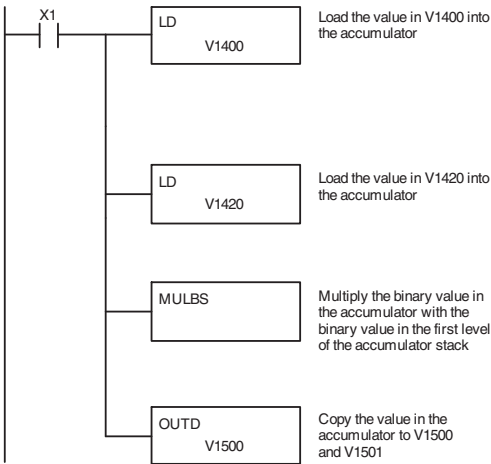 X1
LD
V1400
Load the value in V1400 into
the accumulator
LD
V1420
Load the value in V1420 into
the accumulator
MULBS
Multiply the binary value in
the accumulator with the
binary value in the first level
of the accumulator stack
OUTD
V1500
Copy the value in the
accumulator to V1500
and V1501